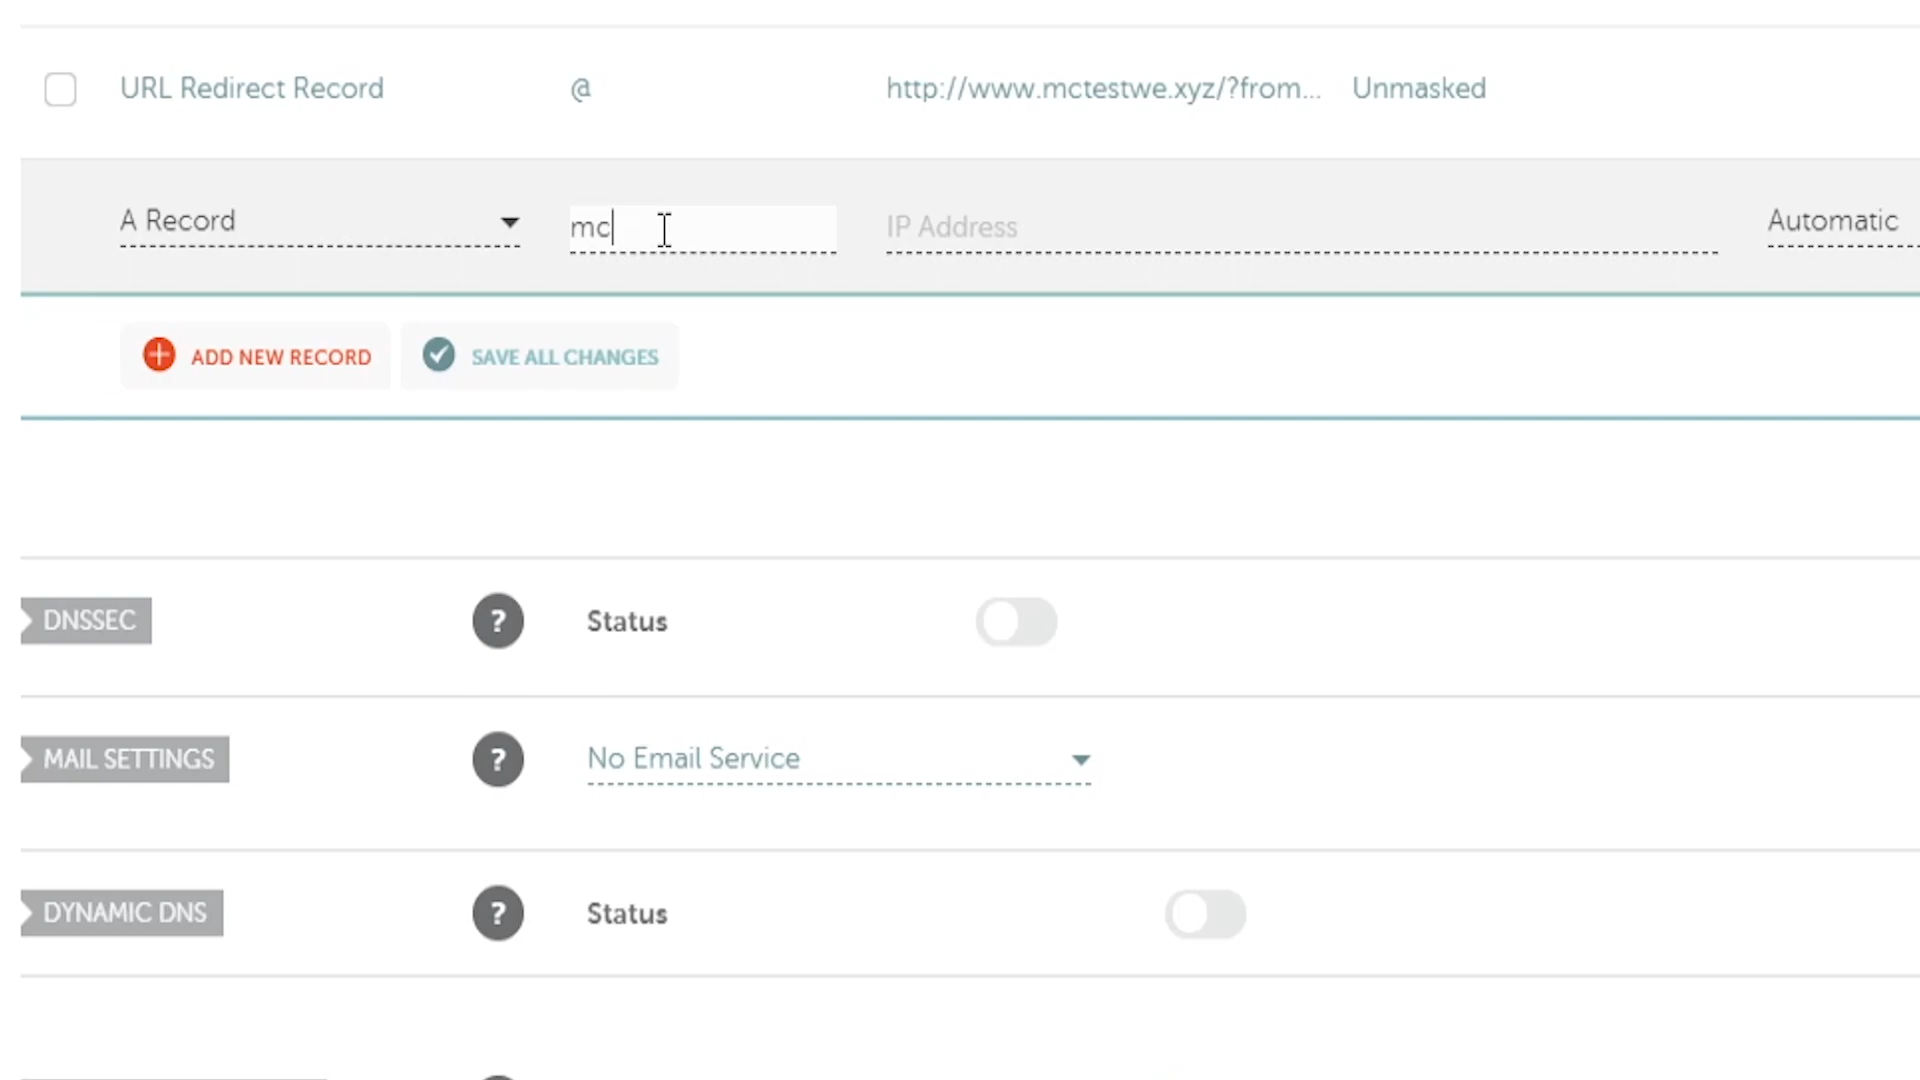 URL Redirect Record @ http://www.mctestwe.xyz/?from... Unmasked
A Record mc IP Address Automatic
ADD NEW RECORD SAVE ALL CHANGES
DNSSEC ? Status
MAIL SETTINGS ? No Email Service
DYNAMIC DNS ? Status